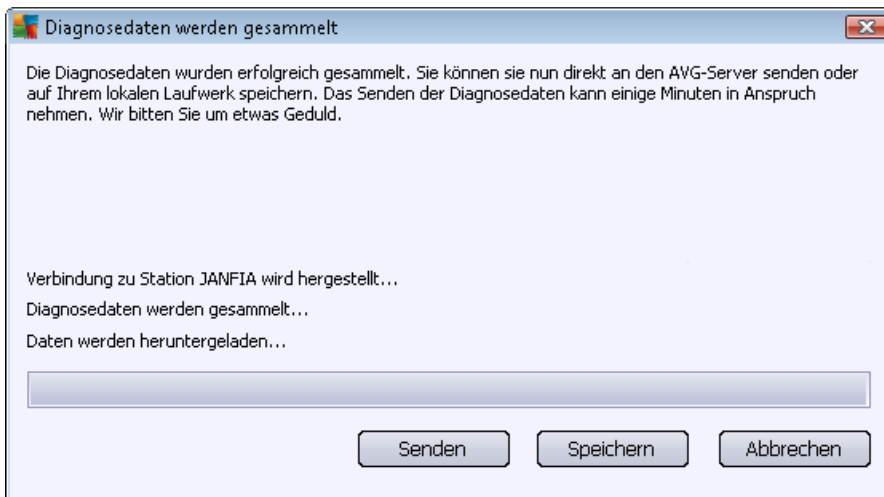 Diagnosedaten werden gesammelt
Die Diagnosedaten wurden erfolgreich gesammelt. Sie können sie nun direkt an den AVG-Server senden oder
auf Ihrem lokalen Laufwerk speichern. Das Senden der Diagnosedaten kann einige Minuten in Anspruch
nehmen. Wir bitten Sie um etwas Geduld.
Verbindung zu Station JANFIA wird hergestellt...
Diagnosedaten werden gesammelt...
Daten werden heruntergeladen...
Senden Speichern Abbrechen